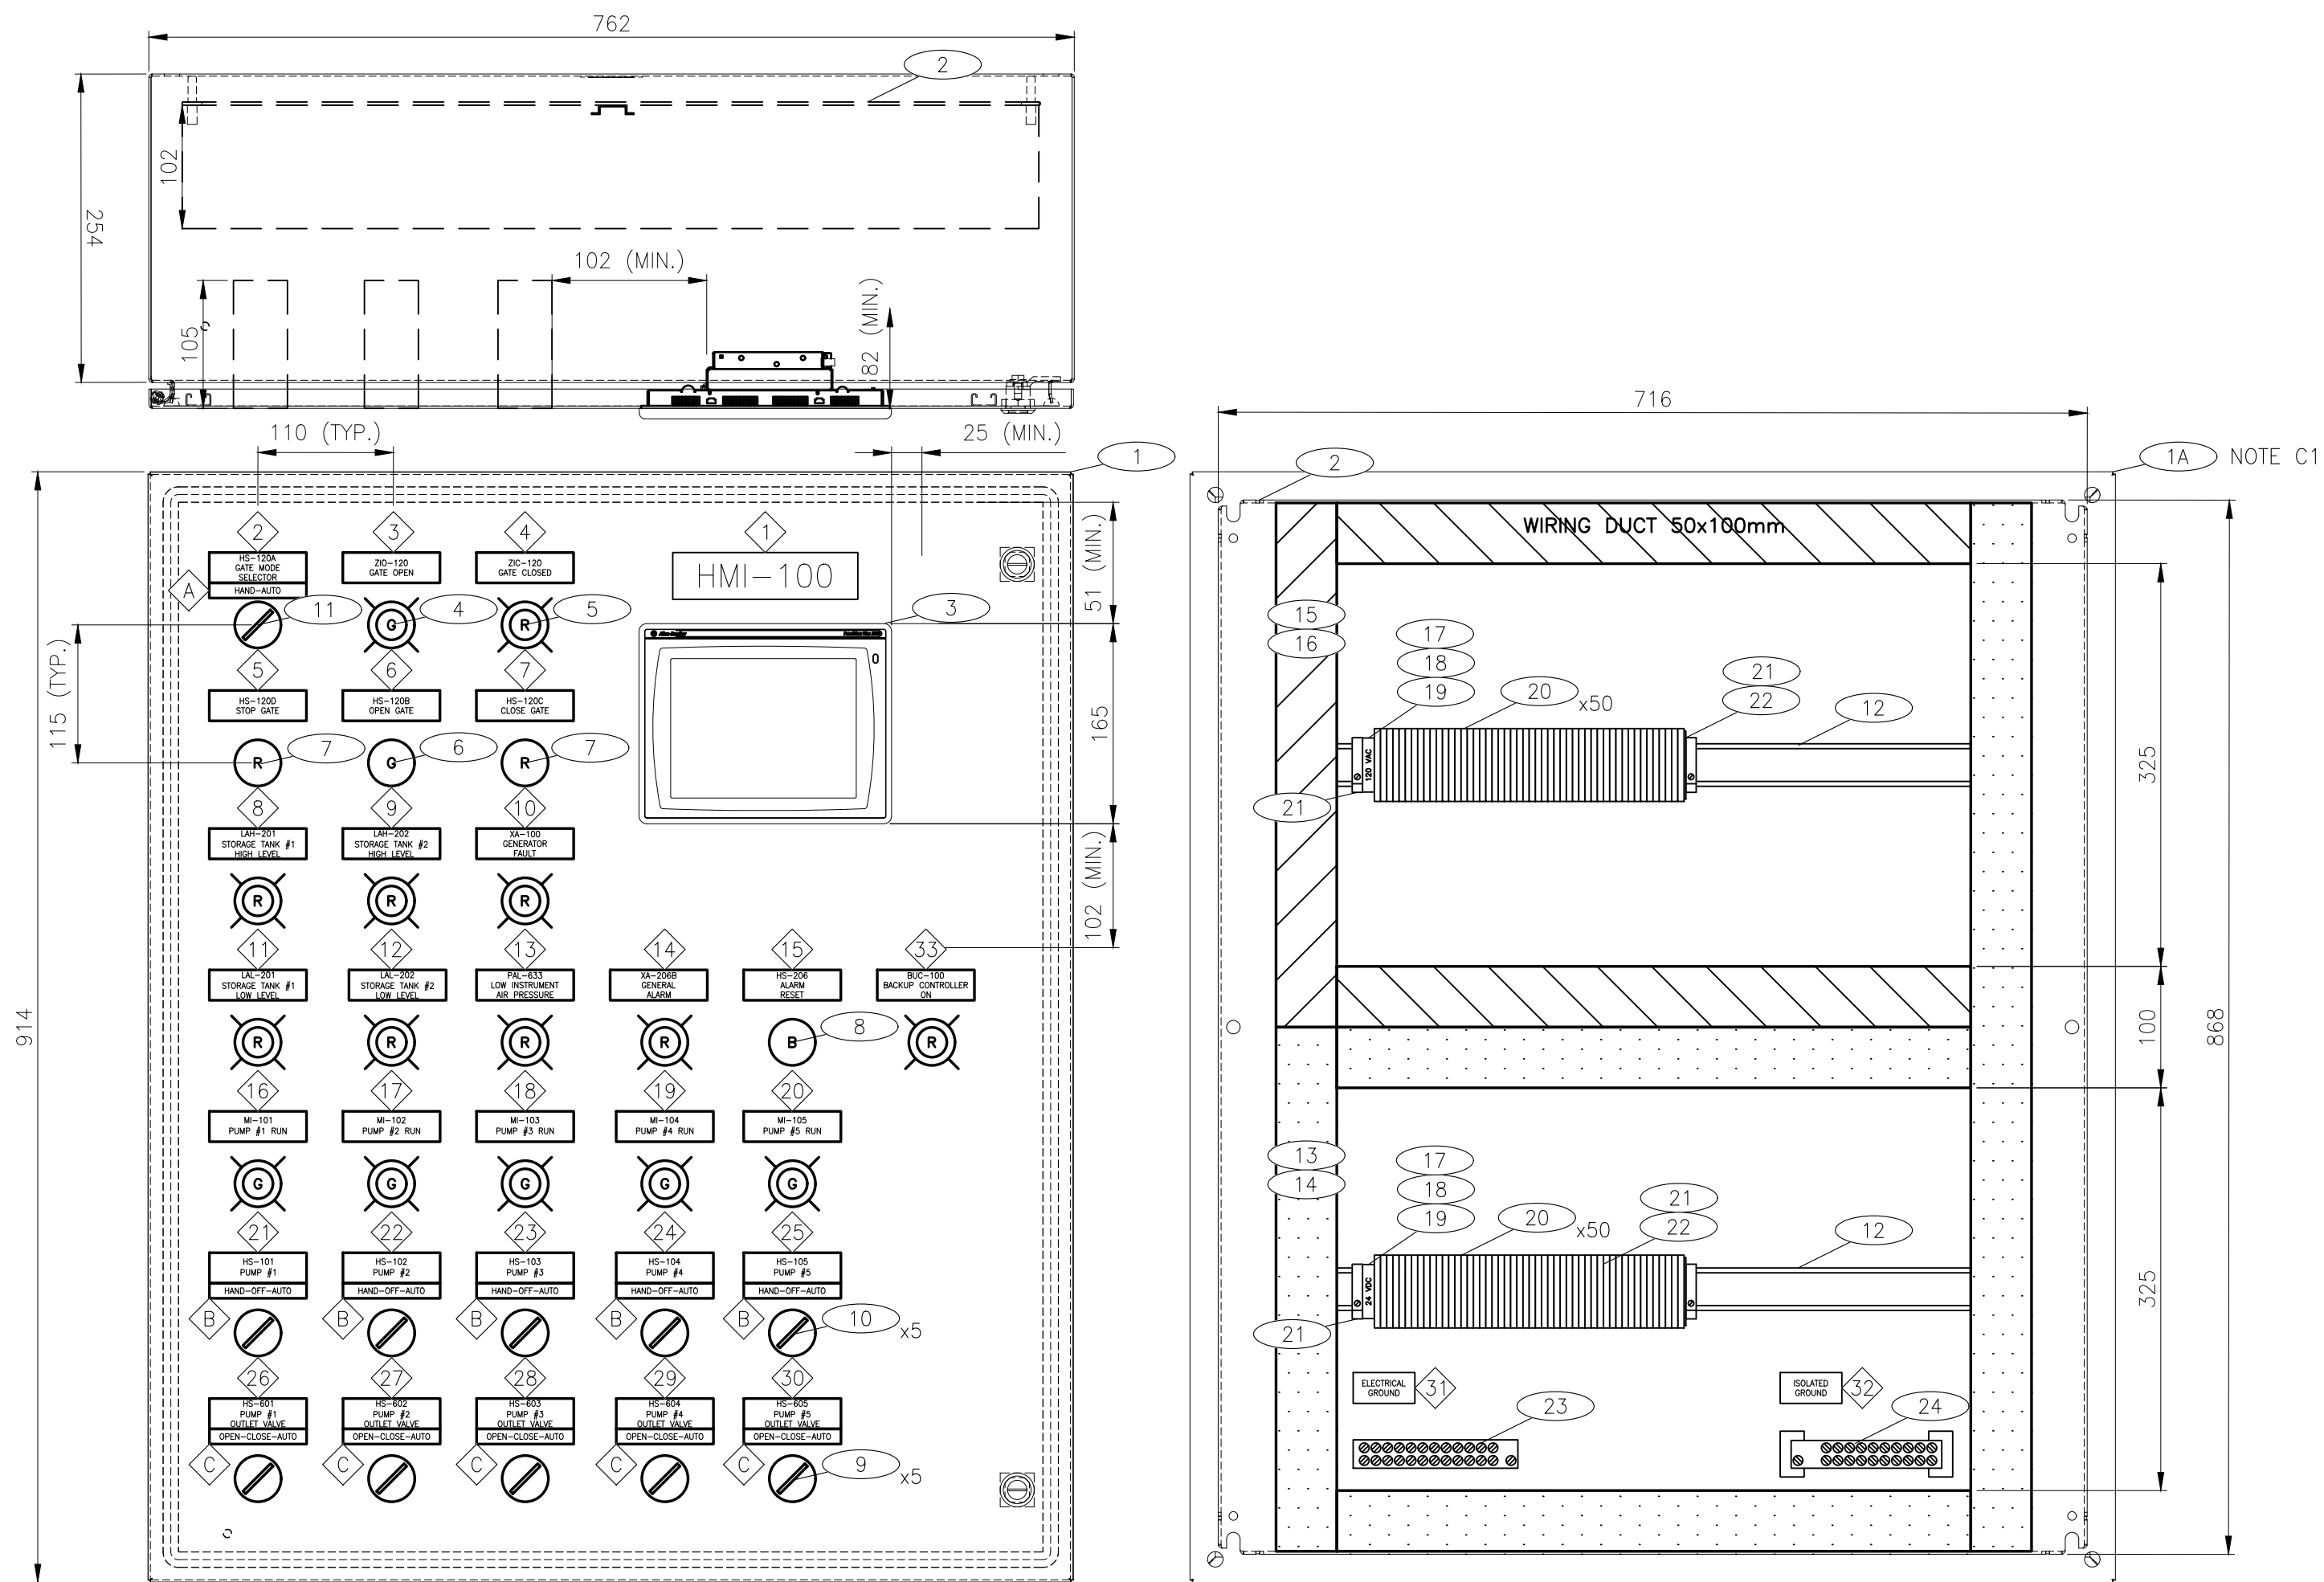 762
2
102
254
102 (MIN.)
105
82 (MIN.)
110 (TYP.)
25 (MIN.)
1
914
2
3
4
1
HS-120A
GATE MODE
SELECTOR
HAND-AUTO
A
ZIO-120
GATE OPEN
ZIC-120
GATE CLOSED
HMI-100
51 (MIN.)
11
G
4
R
5
3
Allen-Bradley
115 (TYP.)
5
6
7
HS-120D
STOP GATE
HS-120B
OPEN GATE
HS-120C
CLOSE GATE
165
R
7
G
6
R
7
8
9
10
LAH-201
STORAGE TANK #1
HIGH LEVEL
LAH-202
STORAGE TANK #2
HIGH LEVEL
XA-100
GENERATOR
FAULT
102 (MIN.)
R
R
R
11
12
13
14
15
33
LAL-201
STORAGE TANK #1
LOW LEVEL
LAL-202
STORAGE TANK #2
LOW LEVEL
PAL-633
LOW INSTRUMENT
AIR PRESSURE
XA-206B
GENERAL
ALARM
HS-206
ALARM
RESET
BUC-100
BACKUP CONTROLLER
ON
R
R
R
R
B
8
R
16
17
18
19
20
MI-101
PUMP #1 RUN
MI-102
PUMP #2 RUN
MI-103
PUMP #3 RUN
MI-104
PUMP #4 RUN
MI-105
PUMP #5 RUN
G
G
G
G
G
21
22
23
24
25
HS-101
PUMP #1
HAND-OFF-AUTO
HS-102
PUMP #2
HAND-OFF-AUTO
HS-103
PUMP #3
HAND-OFF-AUTO
HS-104
PUMP #4
HAND-OFF-AUTO
HS-105
PUMP #5
HAND-OFF-AUTO
B
B
B
B
B
10
x5
26
27
28
29
30
HS-601
PUMP #1
OUTLET VALVE
OPEN-CLOSE-AUTO
HS-602
PUMP #2
OUTLET VALVE
OPEN-CLOSE-AUTO
HS-603
PUMP #3
OUTLET VALVE
OPEN-CLOSE-AUTO
HS-604
PUMP #4
OUTLET VALVE
OPEN-CLOSE-AUTO
HS-605
PUMP #5
OUTLET VALVE
OPEN-CLOSE-AUTO
C
C
C
C
C
9
x5
716
2
1A NOTE C1
WIRING DUCT 50x100mm
15
16
17
18
19
20
x50
21
22
12
120 VAC
21
325
100
868
13
14
17
18
19
20
x50
21
22
12
24 VDC
21
325
ELECTRICAL
GROUND
31
23
ISOLATED
GROUND
32
24